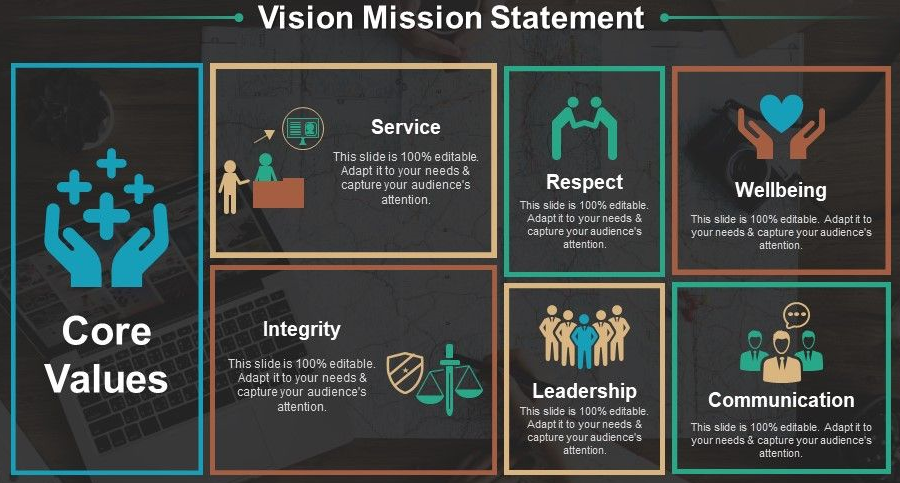 Vision Mission Statement
Core
Values
Service
This slide is 100% editable.
Adapt it to your needs &
capture your audience's
attention.
Integrity
This slide is 100% editable.
Adapt it to your needs &
capture your audience's
attention.
Respect
This slide is 100% editable.
Adapt it to your needs &
capture your audience's
attention.
Wellbeing
This slide is 100% editable. Adapt it to
your needs & capture your audience's
attention.
Leadership
This slide is 100% editable.
Adapt it to your needs &
capture your audience's
attention.
Communication
This slide is 100% editable. Adapt it to
your needs & capture your audience's
attention.